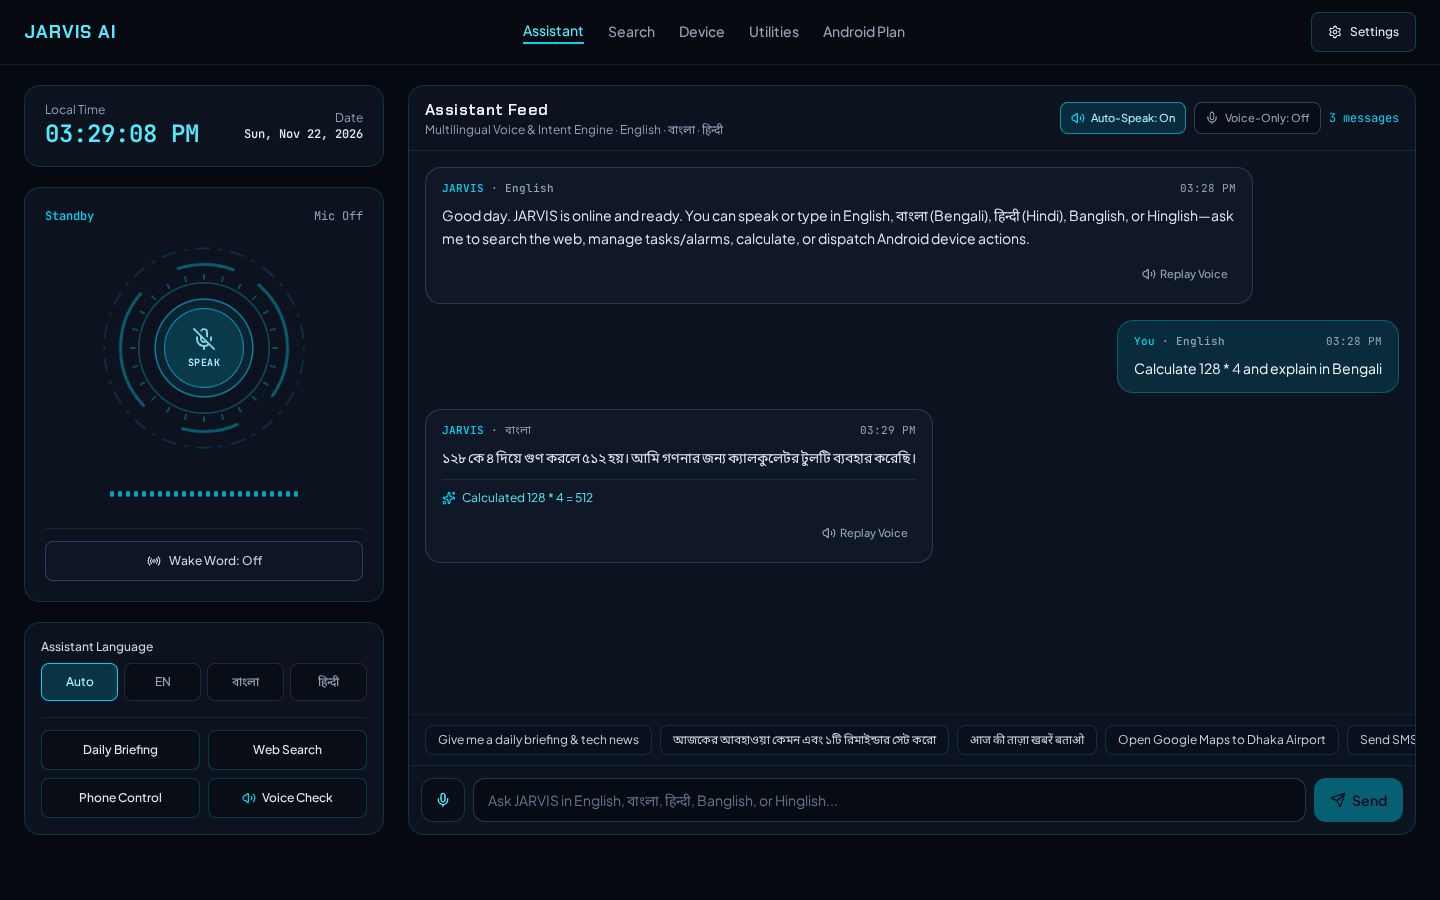 JARVIS AI
Assistant
Search
Device
Utilities
Android Plan
Settings
Local Time
03:29:08 PM
Date
Sun, Nov 22, 2026
Standby
Mic Off
SPEAK
Wake Word: Off
Assistant Language
Auto
EN
বাংলা
हिन्दी
Daily Briefing
Web Search
Phone Control
Voice Check
Assistant Feed
Multilingual Voice & Intent Engine · English · বাংলা · हिन्दी
Auto-Speak: On
Voice-Only: Off
3 messages
JARVIS · English
03:28 PM
Good day. JARVIS is online and ready. You can speak or type in English, বাংলা (Bengali), हिन्दी (Hindi), Banglish, or Hinglish—ask
me to search the web, manage tasks/alarms, calculate, or dispatch Android device actions.
Replay Voice
You · English
03:28 PM
Calculate 128 * 4 and explain in Bengali
JARVIS · বাংলা
03:29 PM
১২৮ কে ৪ দিয়ে গুণ করলে ৫১২ হয়। আমি গণনার জন্য ক্যালকুলেটর টুলটি ব্যবহার করেছি।
Calculated 128 * 4 = 512
Replay Voice
Give me a daily briefing & tech news
আজকের আবহাওয়া কেমন এবং ১টি রিমাইন্ডার সেট করো
आज की ताज़ा खबरें बताओ
Open Google Maps to Dhaka Airport
Send SMS
Ask JARVIS in English, বাংলা, हिन्दी, Banglish, or Hinglish...
Send